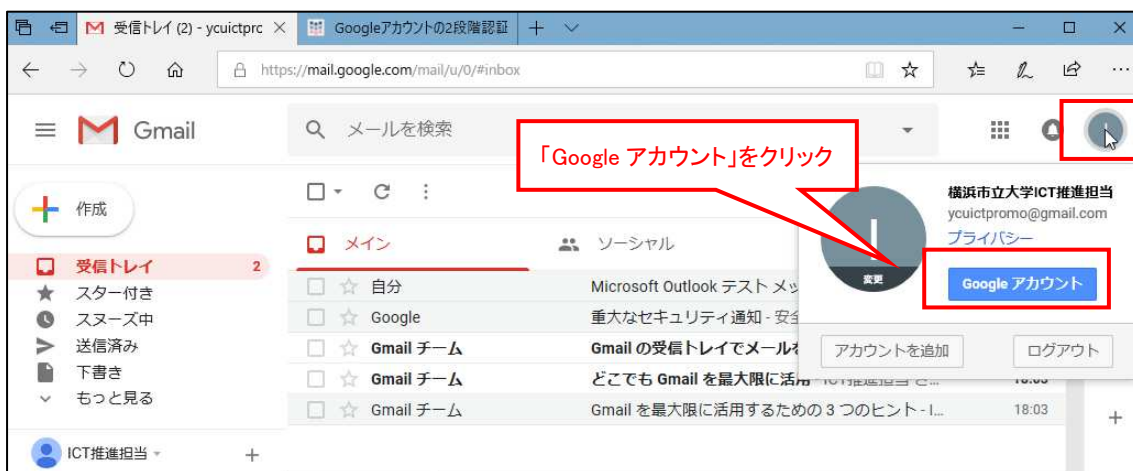 受信トレイ (2) - ycuictprc
Googleアカウントの2段階認証
https://mail.google.com/mail/u/0/#inbox
Gmail
メールを検索
「Google アカウント」をクリック
横浜市立大学ICT推進担当
ycuictpromo@gmail.com
プライバシー
I
変更
Google アカウント
アカウントを追加
ログアウト
作成
受信トレイ 2
スター付き
スヌーズ中
送信済み
下書き
もっと見る
ICT推進担当
メイン
ソーシャル
自分 Microsoft Outlook テスト メッ
Google 重大なセキュリティ通知 - 安全
Gmail チーム Gmail の受信トレイでメールを
Gmail チーム どこでも Gmail を最大限に活用 18:03
Gmail チーム Gmail を最大限に活用するための 3 つのヒント - I... 18:03